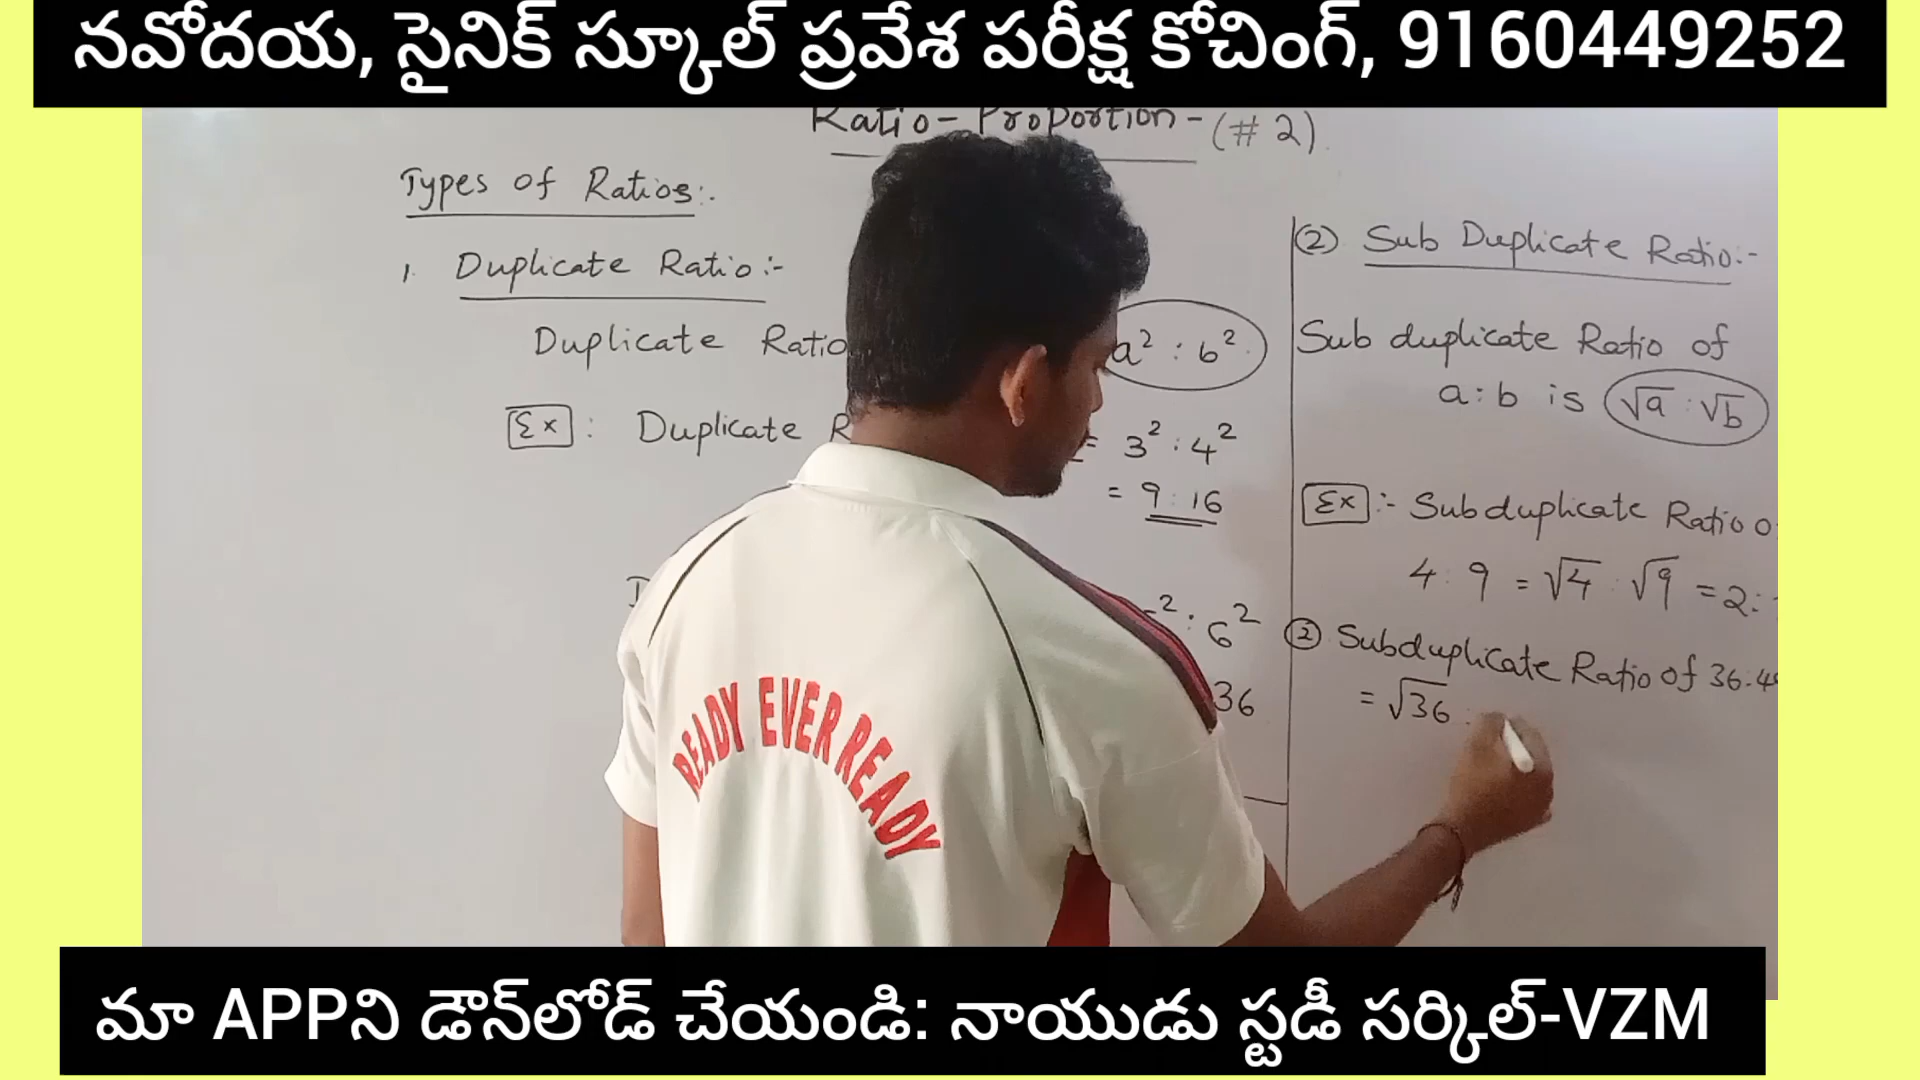 నవోదయ, సైనిక్ స్కూల్ ప్రవేశ పరీక్ష కోచింగ్, 9160449252
Ratio- Proportion - (# 2)
Types of Ratios:-
1. Duplicate Ratio:-
Duplicate Ratio
a² : b²
Ex : Duplicate
= 3² : 4²
= 9 : 16
² : 6²
36
(2) Sub Duplicate Ratio:-
Sub duplicate Ratio of
a : b is √a : √b
Ex :- Subduplicate Ratio
4 : 9 = √4 : √9 = 2 :
(2) Subduplicate Ratio of 36:4
= √36 :
READY EVER READY
మా APPని డౌన్‌లోడ్ చేయండి: నాయుడు స్టడీ సర్కిల్-VZM